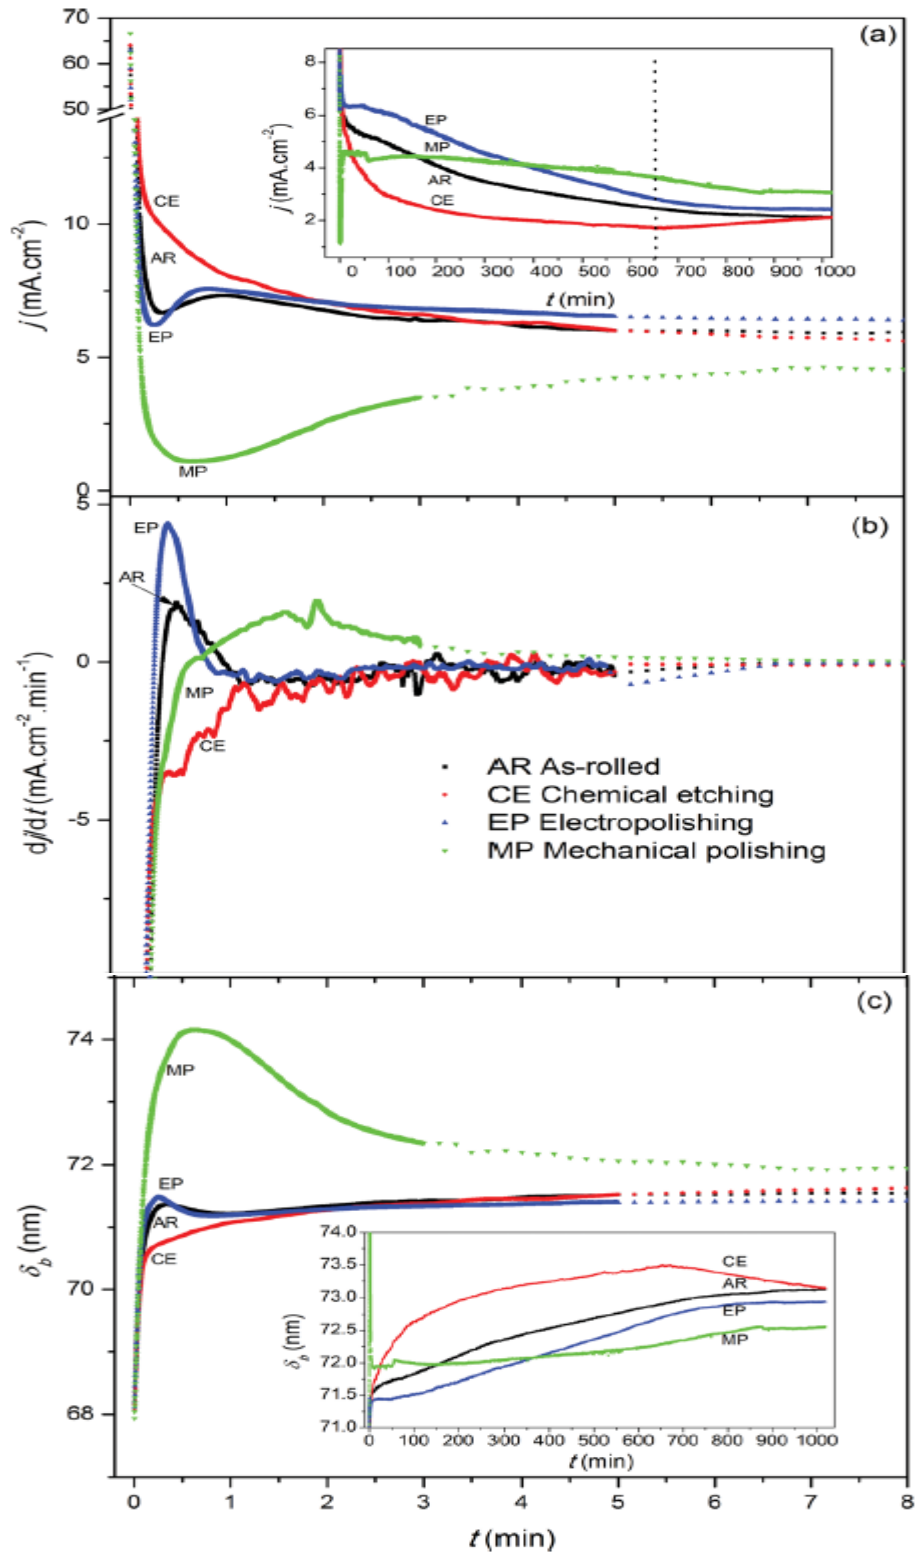 (a)
70
60
50
10
5
0
j (mA.cm⁻²)
CE
AR
EP
MP
8
6
4
2
j (mA.cm⁻²)
EP
MP
AR
CE
0 100 200 300 400 500 600 700 800 900 1000
t (min)
(b)
5
0
-5
dj/dt (mA.cm⁻².min⁻¹)
EP
AR
MP
CE
AR As-rolled
CE Chemical etching
EP Electropolishing
MP Mechanical polishing
(c)
74
72
70
68
δb (nm)
MP
EP
AR
CE
74.0
73.5
73.0
72.5
72.0
71.5
71.0
δb (nm)
CE
AR
EP
MP
0 100 200 300 400 500 600 700 800 900 1000
t (min)
0 1 2 3 4 5 6 7 8
t (min)